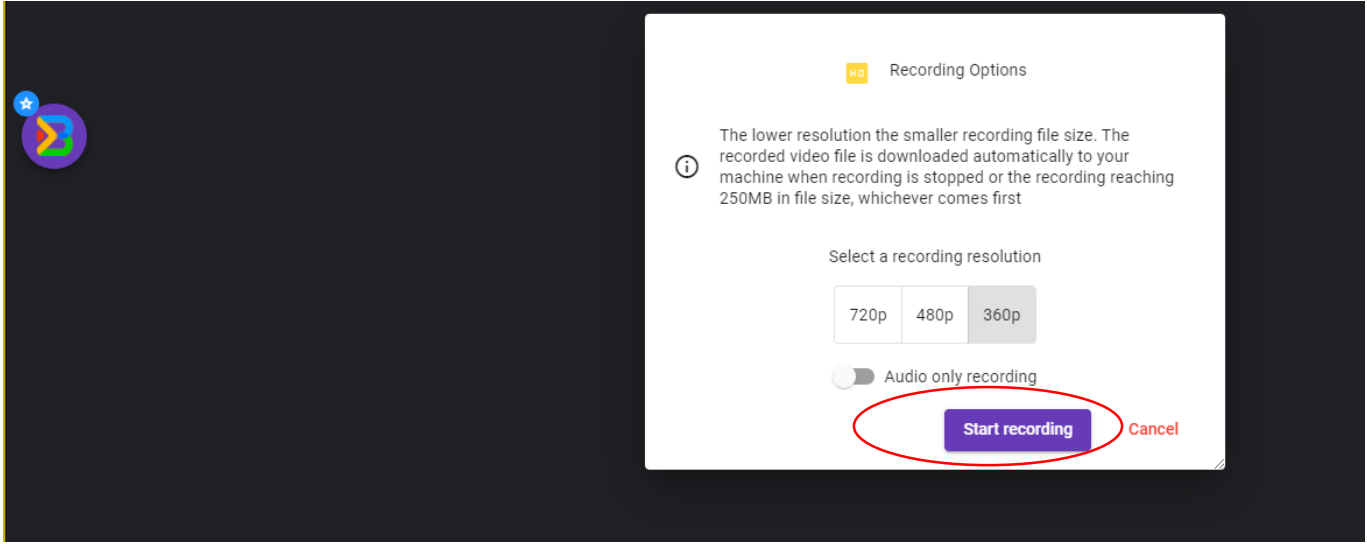 HD
Recording Options
The lower resolution the smaller recording file size. The
recorded video file is downloaded automatically to your
machine when recording is stopped or the recording reaching
250MB in file size, whichever comes first
Select a recording resolution
720p 480p 360p
Audio only recording
Start recording Cancel